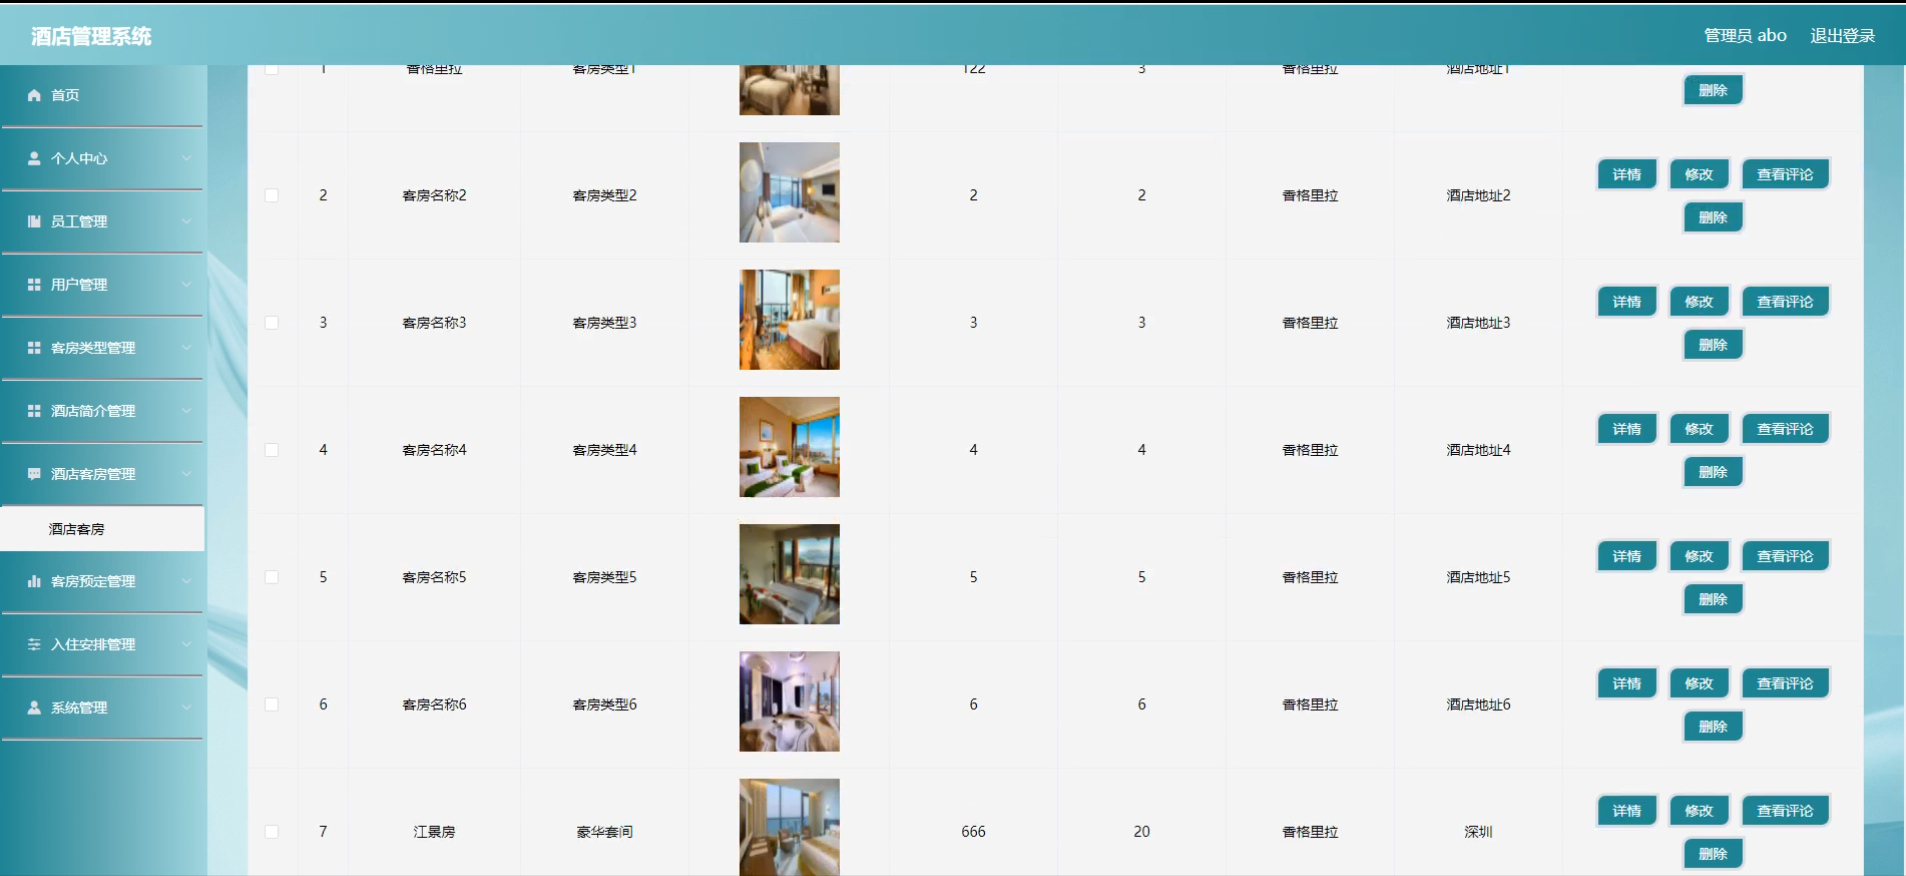 酒店管理系统
管理员 abo 退出登录
首页
个人中心
员工管理
用户管理
客房类型管理
酒店简介管理
酒店客房管理
酒店客房
客房预定管理
入住安排管理
系统管理
1 香格里拉 客房类型1 122 3 香格里拉 酒店地址1
删除
2 客房名称2 客房类型2 2 2 香格里拉 酒店地址2 详情 修改 查看评论
删除
3 客房名称3 客房类型3 3 3 香格里拉 酒店地址3 详情 修改 查看评论
删除
4 客房名称4 客房类型4 4 4 香格里拉 酒店地址4 详情 修改 查看评论
删除
5 客房名称5 客房类型5 5 5 香格里拉 酒店地址5 详情 修改 查看评论
删除
6 客房名称6 客房类型6 6 6 香格里拉 酒店地址6 详情 修改 查看评论
删除
7 江景房 豪华套间 666 20 香格里拉 深圳 详情 修改 查看评论
删除